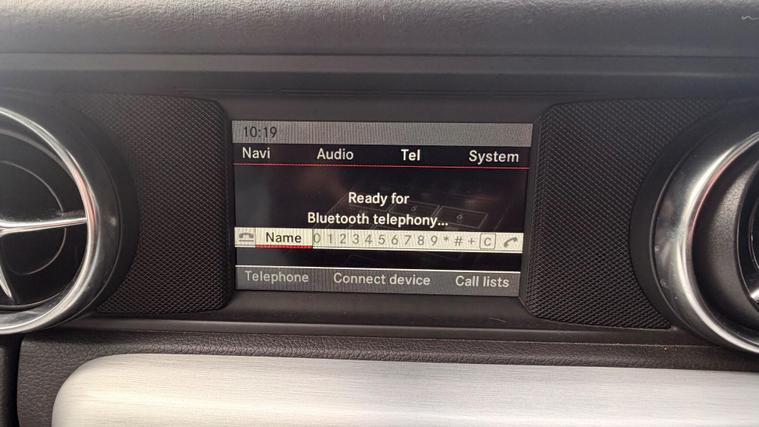 10:19
Navi Audio Tel System
Ready for
Bluetooth telephony...
Name 0 1 2 3 4 5 6 7 8 9 * # + C
Telephone Connect device Call lists